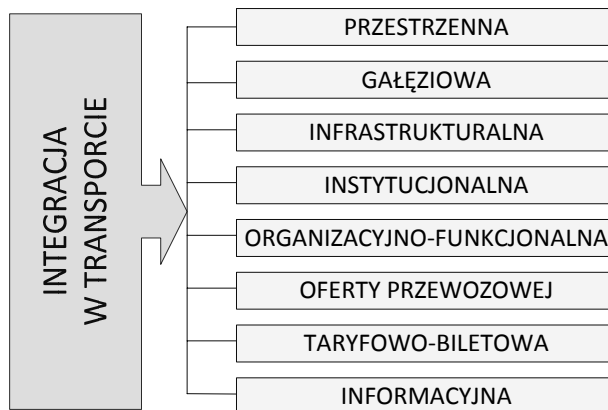 INTEGRACJA
W TRANSPORCIE
PRZESTRZENNA
GAŁĘZIOWA
INFRASTRUKTURALNA
INSTYTUCJONALNA
ORGANIZACYJNO-FUNKCJONALNA
OFERTY PRZEWOZOWEJ
TARYFOWO-BILETOWA
INFORMACYJNA